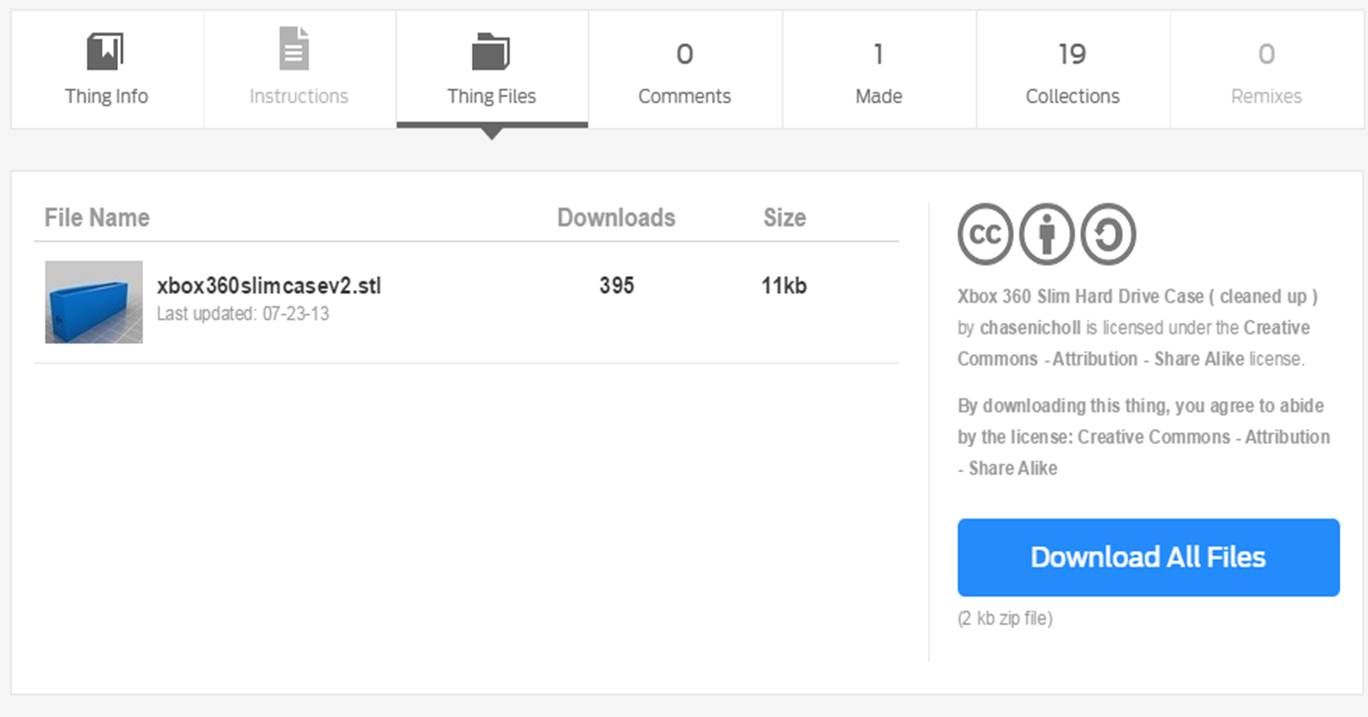 Thing Info
Instructions
Thing Files
0
Comments
1
Made
19
Collections
0
Remixes
File Name Downloads Size
xbox360slimcasev2.stl 395 11kb
Last updated: 07-23-13
cc
Xbox 360 Slim Hard Drive Case ( cleaned up )
by chasenicholl is licensed under the Creative
Commons - Attribution - Share Alike license.
By downloading this thing, you agree to abide
by the license: Creative Commons - Attribution
- Share Alike
Download All Files
(2 kb zip file)